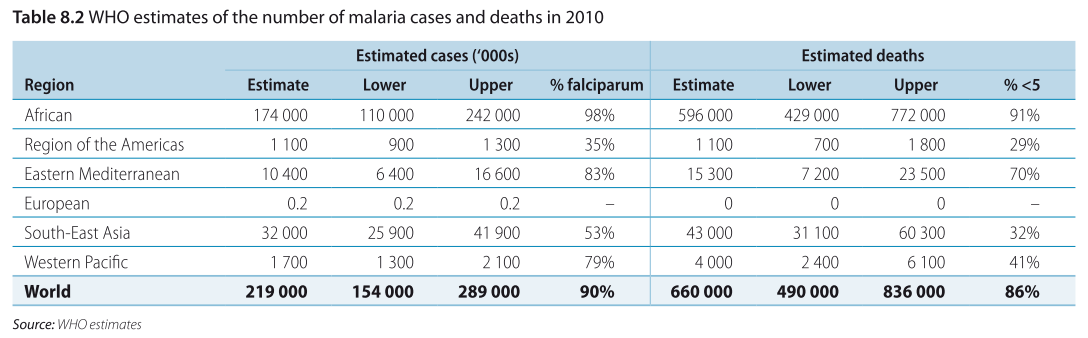 Table 8.2 WHO estimates of the number of malaria cases and deaths in 2010
Estimated cases (‘000s) Estimated deaths
Region Estimate Lower Upper % falciparum Estimate Lower Upper % <5
African 174 000 110 000 242 000 98% 596 000 429 000 772 000 91%
Region of the Americas 1 100 900 1 300 35% 1 100 700 1 800 29%
Eastern Mediterranean 10 400 6 400 16 600 83% 15 300 7 200 23 500 70%
European 0.2 0.2 0.2 – 0 0 0 –
South-East Asia 32 000 25 900 41 900 53% 43 000 31 100 60 300 32%
Western Pacific 1 700 1 300 2 100 79% 4 000 2 400 6 100 41%
World 219 000 154 000 289 000 90% 660 000 490 000 836 000 86%
Source: WHO estimates